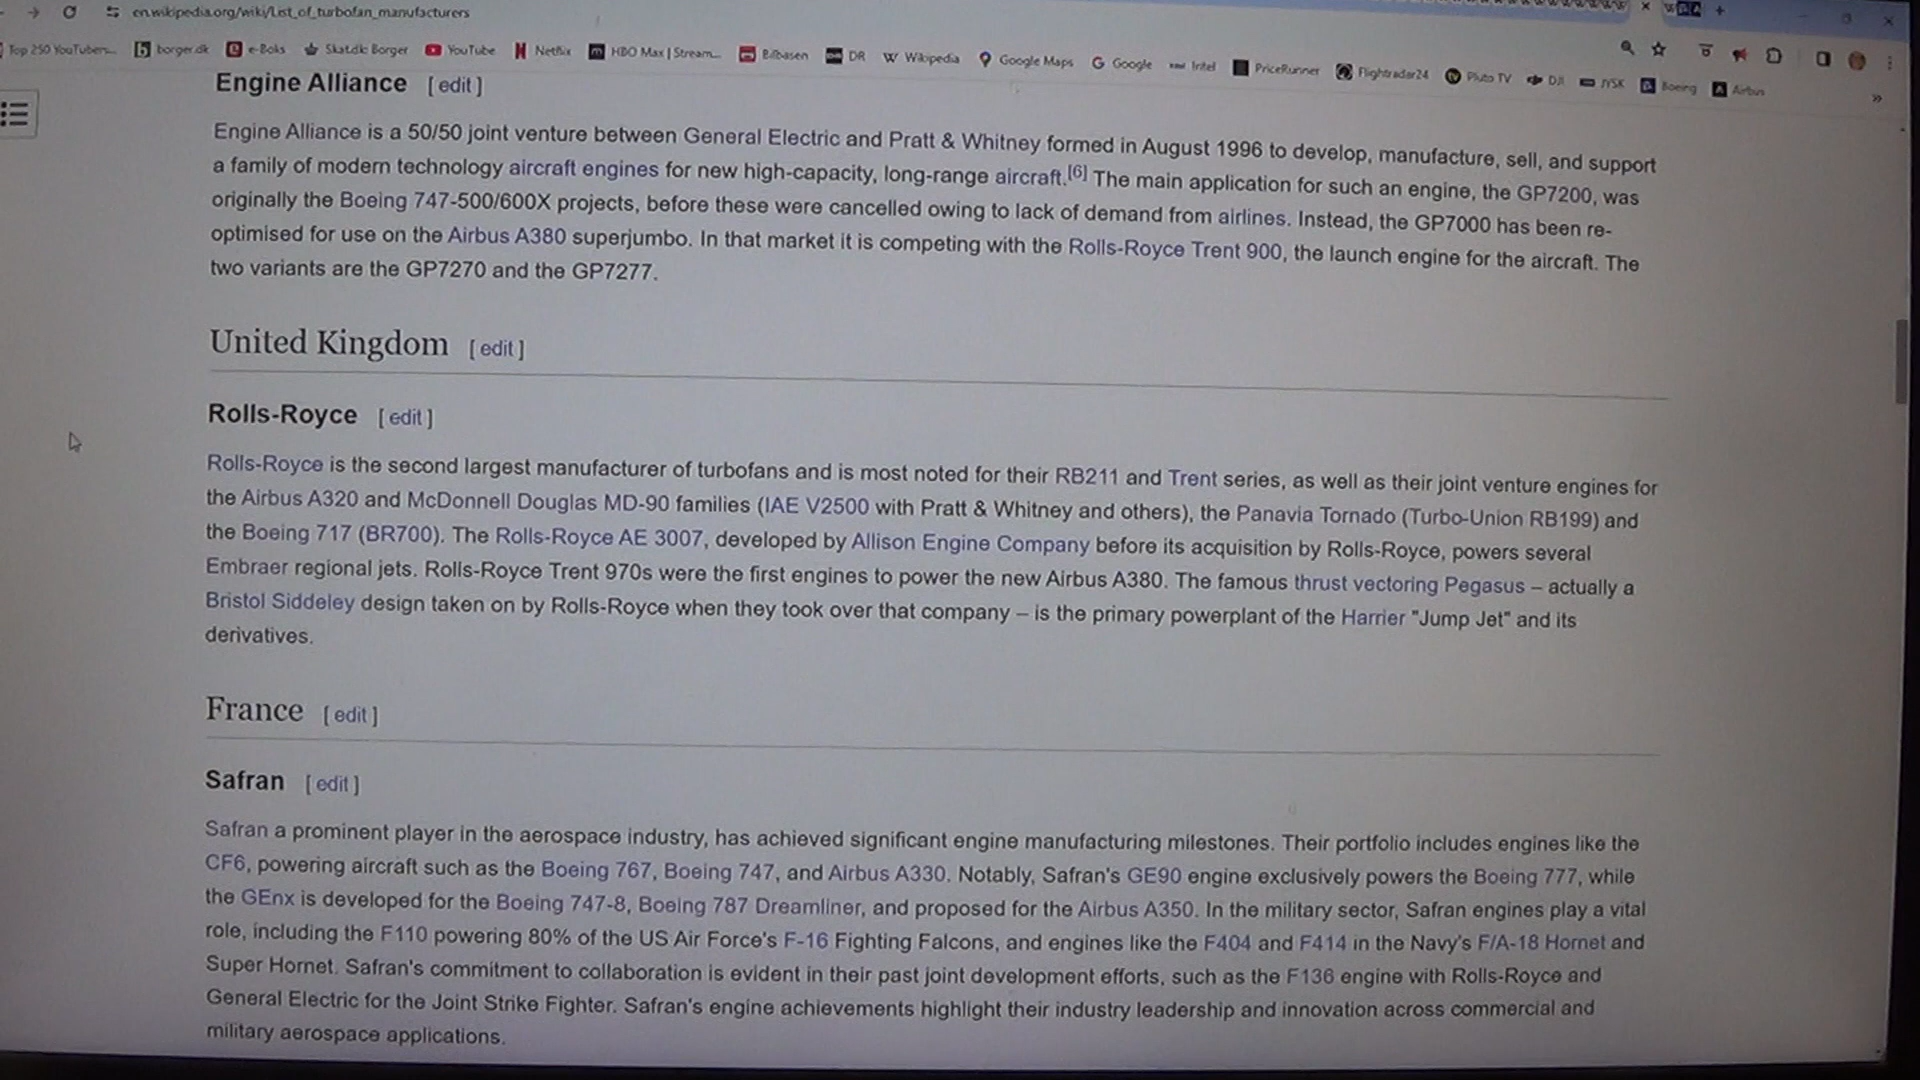 en.wikipedia.org/wiki/List_of_turbofan_manufacturers
Top 250 YouTubers... borger.dk e-Boks Skat.dk: Borger YouTube Netflix HBO Max | Stream... Bilbasen DR Wikipedia Google Maps Google Intel PriceRunner Flightradar24 Pluto TV DJI JYSK Boeing Airbus
Engine Alliance [ edit ]
Engine Alliance is a 50/50 joint venture between General Electric and Pratt & Whitney formed in August 1996 to develop, manufacture, sell, and support
a family of modern technology aircraft engines for new high-capacity, long-range aircraft.[6] The main application for such an engine, the GP7200, was
originally the Boeing 747-500/600X projects, before these were cancelled owing to lack of demand from airlines. Instead, the GP7000 has been re-
optimised for use on the Airbus A380 superjumbo. In that market it is competing with the Rolls-Royce Trent 900, the launch engine for the aircraft. The
two variants are the GP7270 and the GP7277.
United Kingdom [ edit ]
Rolls-Royce [ edit ]
Rolls-Royce is the second largest manufacturer of turbofans and is most noted for their RB211 and Trent series, as well as their joint venture engines for
the Airbus A320 and McDonnell Douglas MD-90 families (IAE V2500 with Pratt & Whitney and others), the Panavia Tornado (Turbo-Union RB199) and
the Boeing 717 (BR700). The Rolls-Royce AE 3007, developed by Allison Engine Company before its acquisition by Rolls-Royce, powers several
Embraer regional jets. Rolls-Royce Trent 970s were the first engines to power the new Airbus A380. The famous thrust vectoring Pegasus – actually a
Bristol Siddeley design taken on by Rolls-Royce when they took over that company – is the primary powerplant of the Harrier "Jump Jet" and its
derivatives.
France [ edit ]
Safran [ edit ]
Safran a prominent player in the aerospace industry, has achieved significant engine manufacturing milestones. Their portfolio includes engines like the
CF6, powering aircraft such as the Boeing 767, Boeing 747, and Airbus A330. Notably, Safran's GE90 engine exclusively powers the Boeing 777, while
the GEnx is developed for the Boeing 747-8, Boeing 787 Dreamliner, and proposed for the Airbus A350. In the military sector, Safran engines play a vital
role, including the F110 powering 80% of the US Air Force's F-16 Fighting Falcons, and engines like the F404 and F414 in the Navy's F/A-18 Hornet and
Super Hornet. Safran's commitment to collaboration is evident in their past joint development efforts, such as the F136 engine with Rolls-Royce and
General Electric for the Joint Strike Fighter. Safran's engine achievements highlight their industry leadership and innovation across commercial and
military aerospace applications.